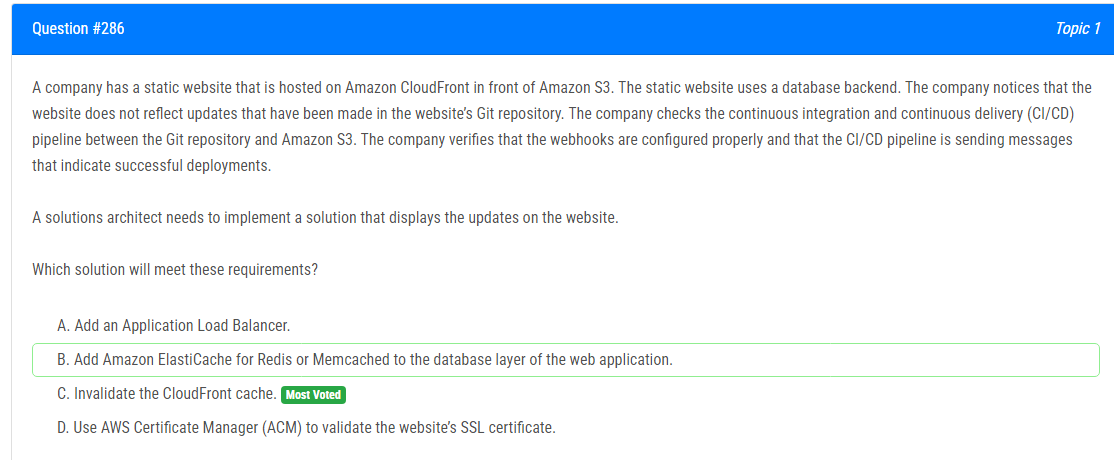 Question #286
Topic 1
A company has a static website that is hosted on Amazon CloudFront in front of Amazon S3. The static website uses a database backend. The company notices that the
website does not reflect updates that have been made in the website's Git repository. The company checks the continuous integration and continuous delivery (CI/CD)
pipeline between the Git repository and Amazon S3. The company verifies that the webhooks are configured properly and that the CI/CD pipeline is sending messages
that indicate successful deployments.
A solutions architect needs to implement a solution that displays the updates on the website.
Which solution will meet these requirements?
A. Add an Application Load Balancer.
B. Add Amazon ElastiCache for Redis or Memcached to the database layer of the web application.
C. Invalidate the CloudFront cache. Most Voted
D. Use AWS Certificate Manager (ACM) to validate the website's SSL certificate.